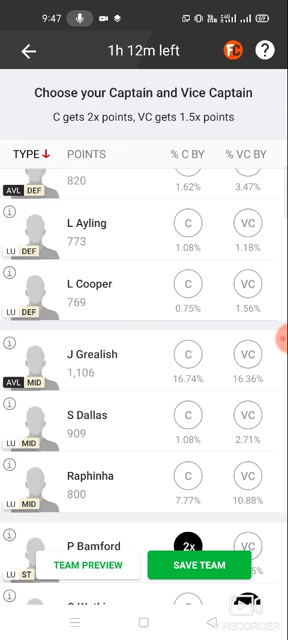 9:47
1h 12m left
FC
?
Choose your Captain and Vice Captain
C gets 2x points, VC gets 1.5x points
TYPE POINTS % C BY % VC BY
820
1.62% 3.47%
AVL DEF
L Ayling
773
C VC
1.08% 1.18%
LU DEF
L Cooper
769
C VC
0.75% 1.56%
LU DEF
J Grealish
1,106
C VC
16.74% 16.36%
AVL MID
S Dallas
909
C VC
1.08% 2.71%
LU MID
Raphinha
800
C VC
7.77% 10.88%
LU MID
P Bamford
2x VC
LU ST
TEAM PREVIEW
SAVE TEAM
RECORDER